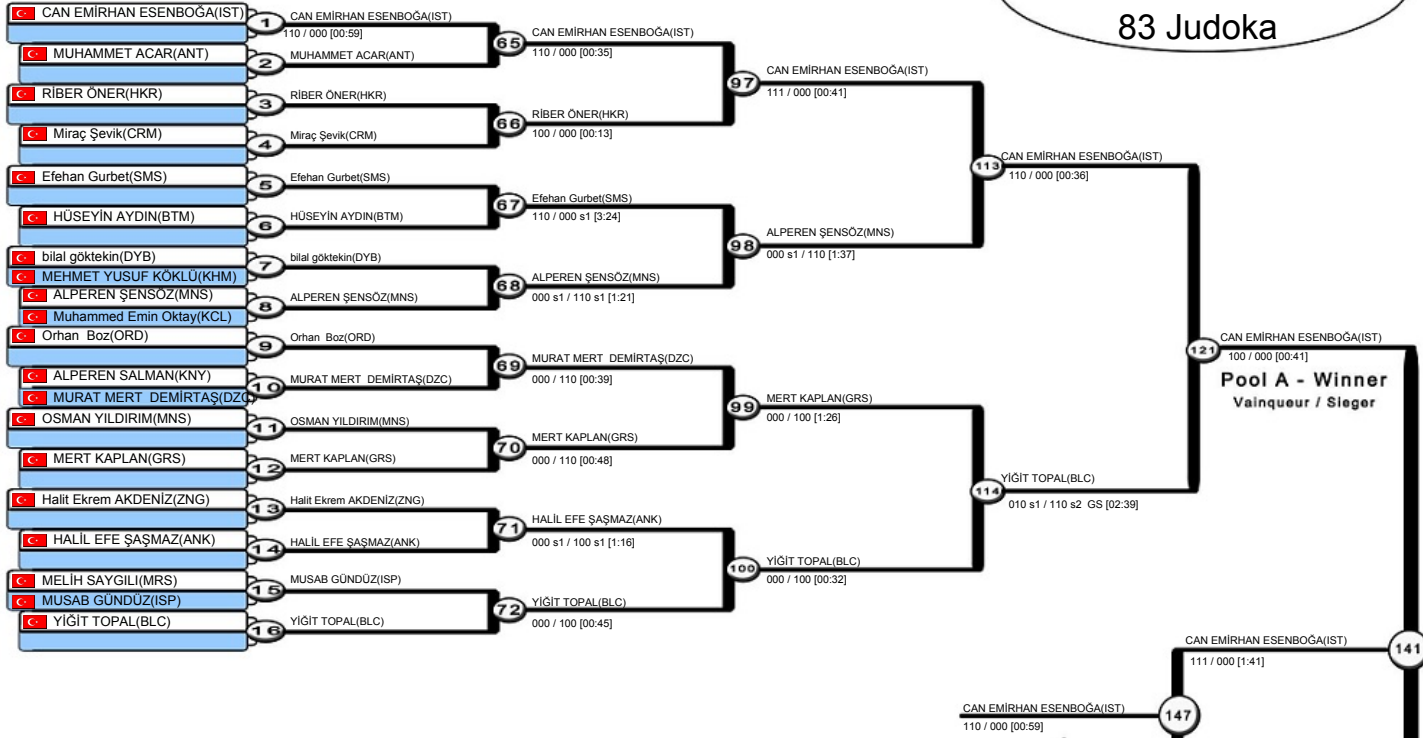 83 Judoka
CAN EMİRHAN ESENBOĞA(IST)
MUHAMMET ACAR(ANT)
RİBER ÖNER(HKR)
Miraç Şevik(CRM)
Efehan Gurbet(SMS)
HÜSEYİN AYDIN(BTM)
bilal göktekin(DYB)
MEHMET YUSUF KÖKLÜ(KHM)
ALPEREN ŞENSÖZ(MNS)
Muhammed Emin Oktay(KCL)
Orhan Boz(ORD)
ALPEREN SALMAN(KNY)
MURAT MERT DEMİRTAŞ(DZC
OSMAN YILDIRIM(MNS)
MERT KAPLAN(GRS)
Halit Ekrem AKDENİZ(ZNG)
HALİL EFE ŞAŞMAZ(ANK)
MELİH SAYGILI(MRS)
MUSAB GÜNDÜZ(ISP)
YİĞİT TOPAL(BLC)
1
CAN EMİRHAN ESENBOĞA(IST)
110 / 000 [00:59]
2
MUHAMMET ACAR(ANT)
3
RİBER ÖNER(HKR)
4
Miraç Şevik(CRM)
5
Efehan Gurbet(SMS)
6
HÜSEYİN AYDIN(BTM)
7
bilal göktekin(DYB)
8
ALPEREN ŞENSÖZ(MNS)
9
Orhan Boz(ORD)
10
MURAT MERT DEMİRTAŞ(DZC)
11
OSMAN YILDIRIM(MNS)
12
MERT KAPLAN(GRS)
13
Halit Ekrem AKDENİZ(ZNG)
14
HALİL EFE ŞAŞMAZ(ANK)
15
MUSAB GÜNDÜZ(ISP)
16
YİĞİT TOPAL(BLC)
65
CAN EMİRHAN ESENBOĞA(IST)
110 / 000 [00:35]
66
RİBER ÖNER(HKR)
100 / 000 [00:13]
67
Efehan Gurbet(SMS)
110 / 000 s1 [3:24]
68
ALPEREN ŞENSÖZ(MNS)
000 s1 / 110 s1 [1:21]
69
MURAT MERT DEMİRTAŞ(DZC)
000 / 110 [00:39]
70
MERT KAPLAN(GRS)
000 / 110 [00:48]
71
HALİL EFE ŞAŞMAZ(ANK)
000 s1 / 100 s1 [1:16]
72
YİĞİT TOPAL(BLC)
000 / 100 [00:45]
97
CAN EMİRHAN ESENBOĞA(IST)
111 / 000 [00:41]
98
ALPEREN ŞENSÖZ(MNS)
000 s1 / 110 [1:37]
99
MERT KAPLAN(GRS)
000 / 100 [1:26]
100
YİĞİT TOPAL(BLC)
000 / 100 [00:32]
113
CAN EMİRHAN ESENBOĞA(IST)
110 / 000 [00:36]
114
YİĞİT TOPAL(BLC)
010 s1 / 110 s2 GS [02:39]
121
CAN EMİRHAN ESENBOĞA(IST)
100 / 000 [00:41]
Pool A - Winner
Vainqueur / Sieger
CAN EMİRHAN ESENBOĞA(IST)
111 / 000 [1:41]
141
CAN EMİRHAN ESENBOĞA(IST)
110 / 000 [00:59]
147